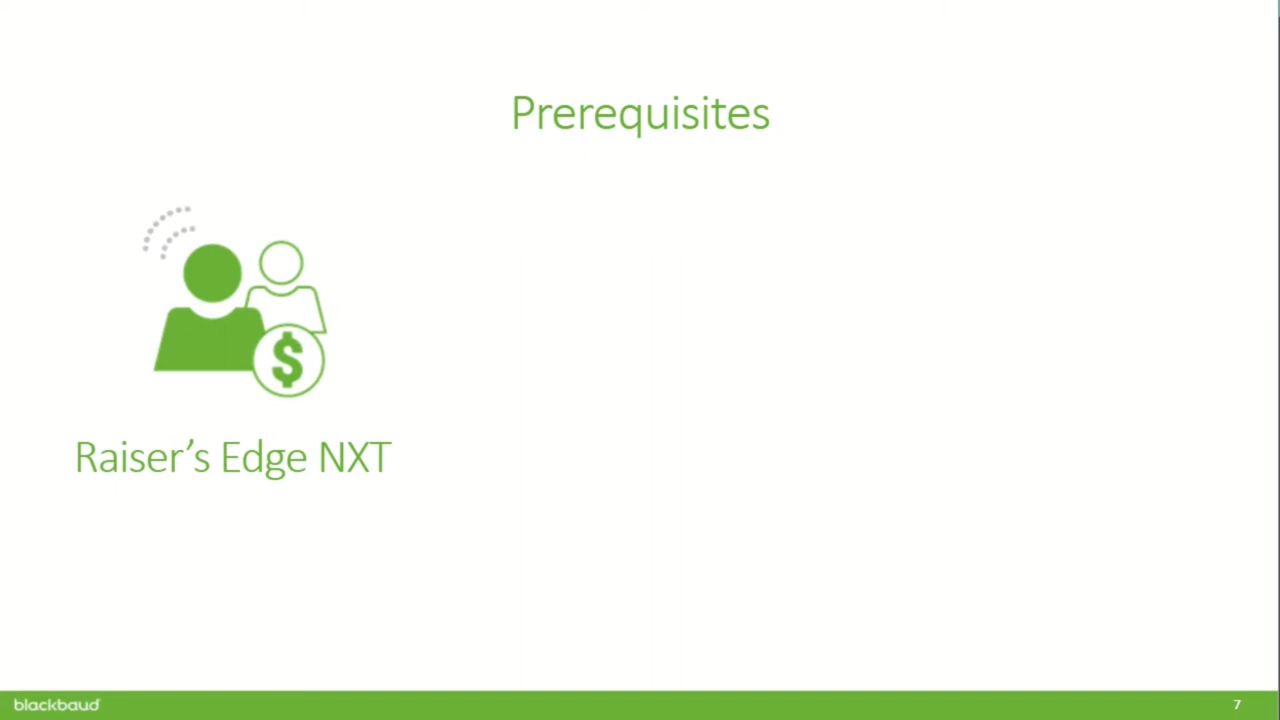 Prerequisites
$
Raiser’s Edge NXT
blackbaud
7